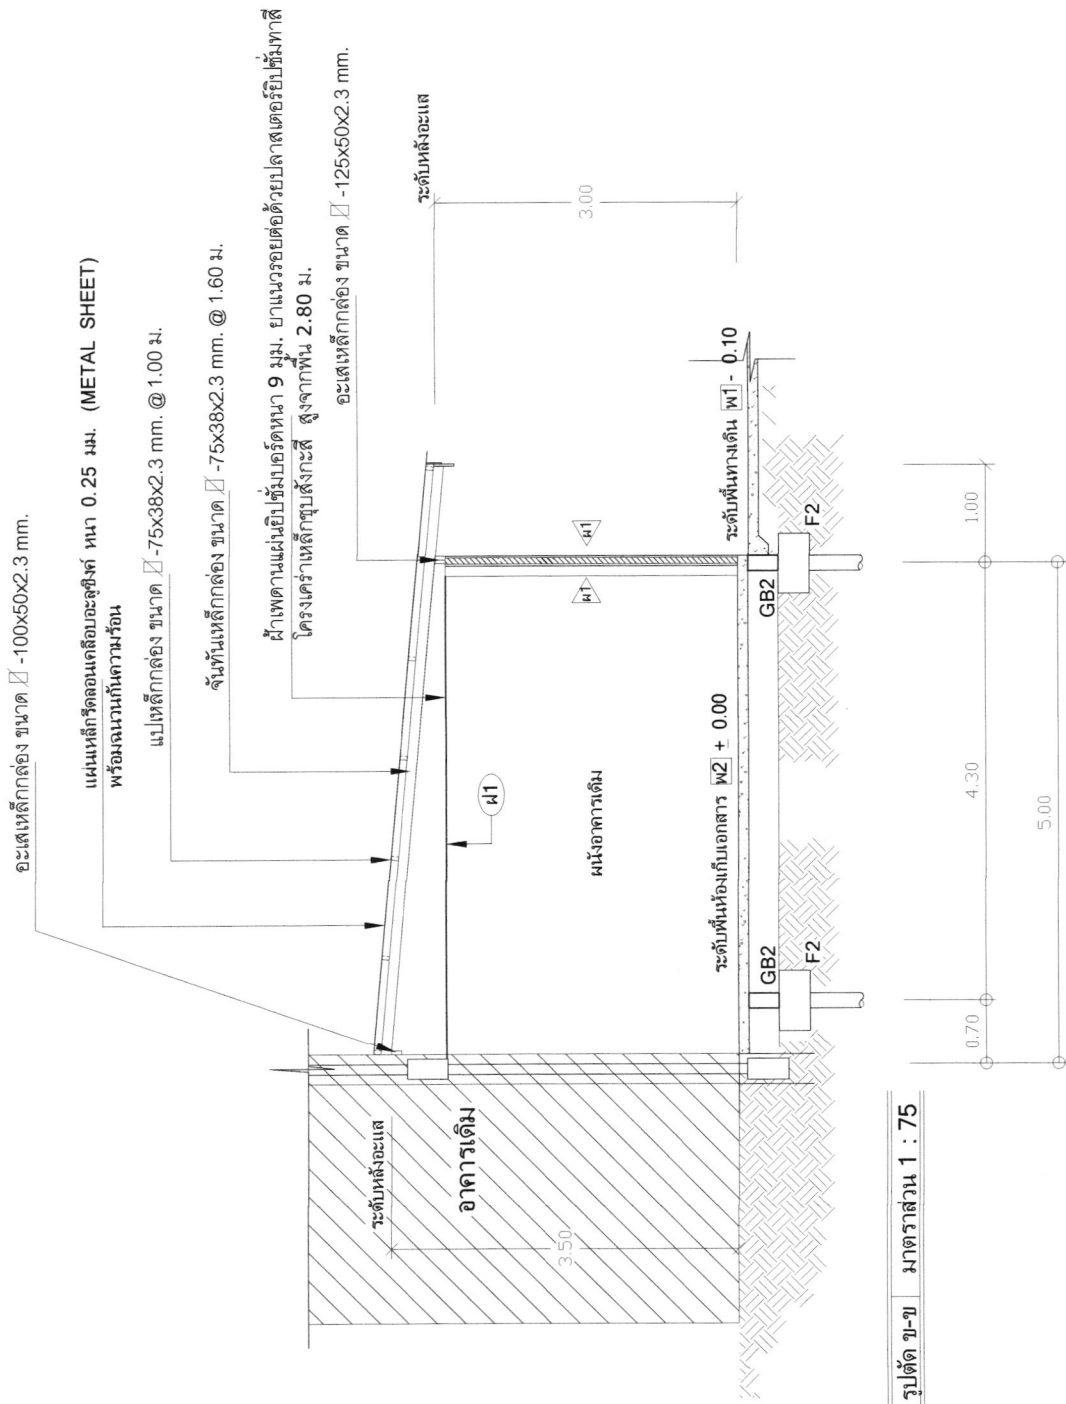 อะเสเหล็กกล่อง ขนาด -100x50x2.3 mm.
แผ่นเหล็กรีดลอนเคลือบอะลูซิงค์ หนา 0.25 มม. (METAL SHEET)
พร้อมฉนวนกันความร้อน
แปเหล็กกล่อง ขนาด -75x38x2.3 mm. @1.00 ม.
จันทันเหล็กกล่อง ขนาด -75x38x2.3 mm. @ 1.60 ม.
ฝ้าเพดานแผ่นยิปซั่มบอร์ดหนา 9 มม. ยาแนวรอยต่อด้วยปลาสเตอร์ยิปซั่มทาสี
โครงเคร่าเหล็กชุบสังกะสี สูงจากพื้น 2.80 ม.
อะเสเหล็กกล่อง ขนาด -125x50x2.3 mm.
ระดับหลังอะเส
3.00
ฝ1
ผ1
ผ1
ผนังอาคารเดิม
ระดับหลังอะเส
อาคารเดิม
3.50
ระดับพื้นห้องเก็บเอกสาร พ2 ± 0.00
ระดับพื้นทางเดิน พ1 - 0.10
GB2
F2
GB2
F2
0.70
4.30
1.00
5.00
รูปตัด ข-ข มาตราส่วน 1 : 75